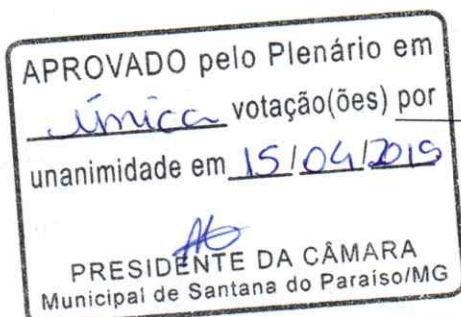 APROVADO pelo Plenário em
única votação(ões) por
unanimidade em 15/04/2019
PRESIDENTE DA CÂMARA
Municipal de Santana do Paraíso/MG